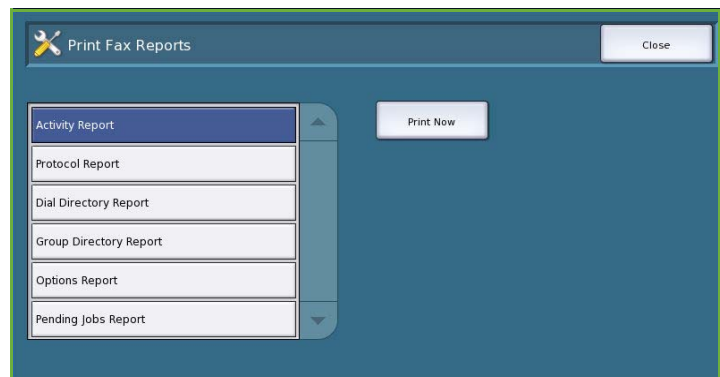 Print Fax Reports
Close
Activity Report
Print Now
Protocol Report
Dial Directory Report
Group Directory Report
Options Report
Pending Jobs Report